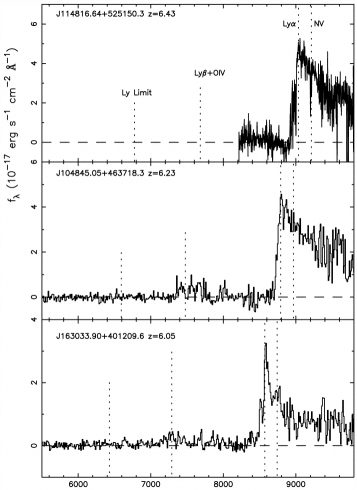 J114816.64+525150.3 z=6.43
Lyα
NV
Lyβ+OIV
Ly Limit
6
4
2
0
6
J104845.05+463718.3 z=6.23
4
2
0
4
J163033.90+401209.6 z=6.05
2
0
6000 7000 8000 9000
fλ (10⁻¹⁷ erg s⁻¹ cm⁻² Å⁻¹)